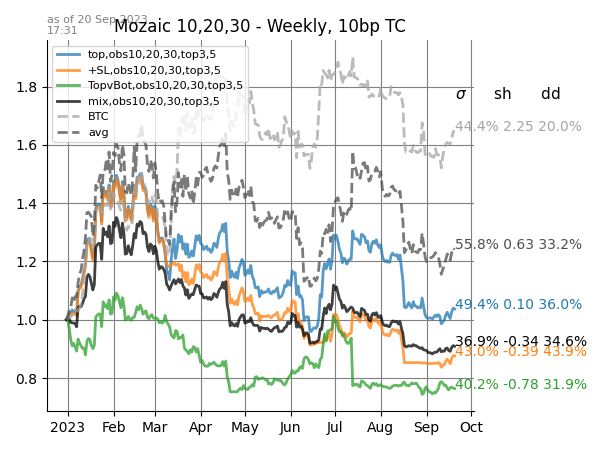 as of 20 Sep 2023
17:31
Mozaic 10,20,30 - Weekly, 10bp TC
top,obs10,20,30,top3,5
+SL,obs10,20,30,top3,5
TopvBot,obs10,20,30,top3,5
mix,obs10,20,30,top3,5
BTC
avg
σ sh dd
44.4% 2.25 20.0%
55.8% 0.63 33.2%
49.4% 0.10 36.0%
36.9% -0.34 34.6%
43.0% -0.39 43.9%
40.2% -0.78 31.9%
1.8
1.6
1.4
1.2
1.0
0.8
2023 Feb Mar Apr May Jun Jul Aug Sep Oct